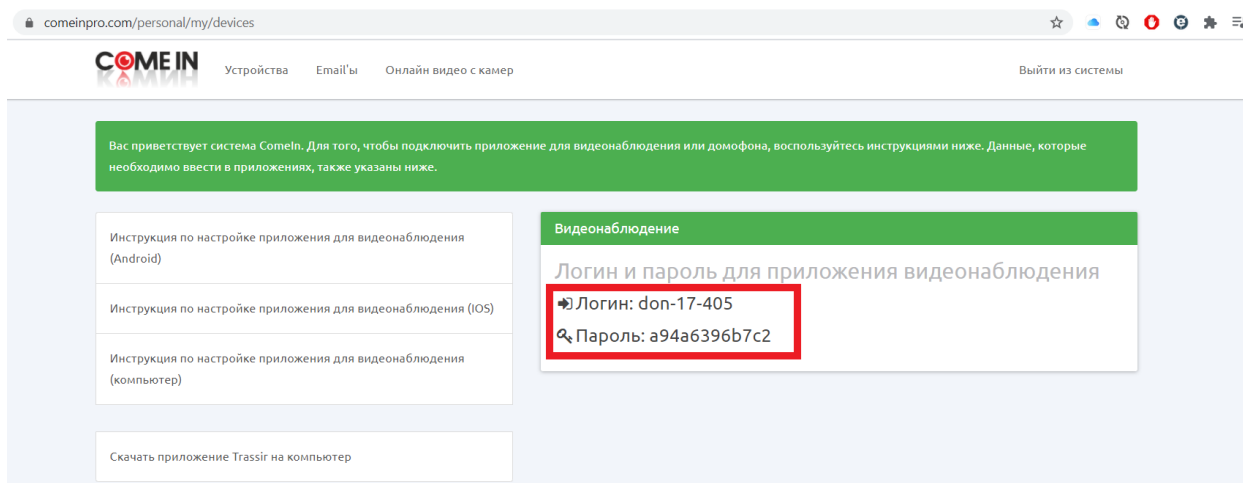 comeinpro.com/personal/my/devices
COME IN
Устройства
Email'ы
Онлайн видео с камер
Выйти из системы
Вас приветствует система ComeIn. Для того, чтобы подключить приложение для видеонаблюдения или домофона, воспользуйтесь инструкциями ниже. Данные, которые
необходимо ввести в приложениях, также указаны ниже.
Инструкция по настройке приложения для видеонаблюдения
(Android)
Инструкция по настройке приложения для видеонаблюдения (IOS)
Инструкция по настройке приложения для видеонаблюдения
(компьютер)
Скачать приложение Trassir на компьютер
Видеонаблюдение
Логин и пароль для приложения видеонаблюдения
Логин: don-17-405
Пароль: a94a6396b7c2